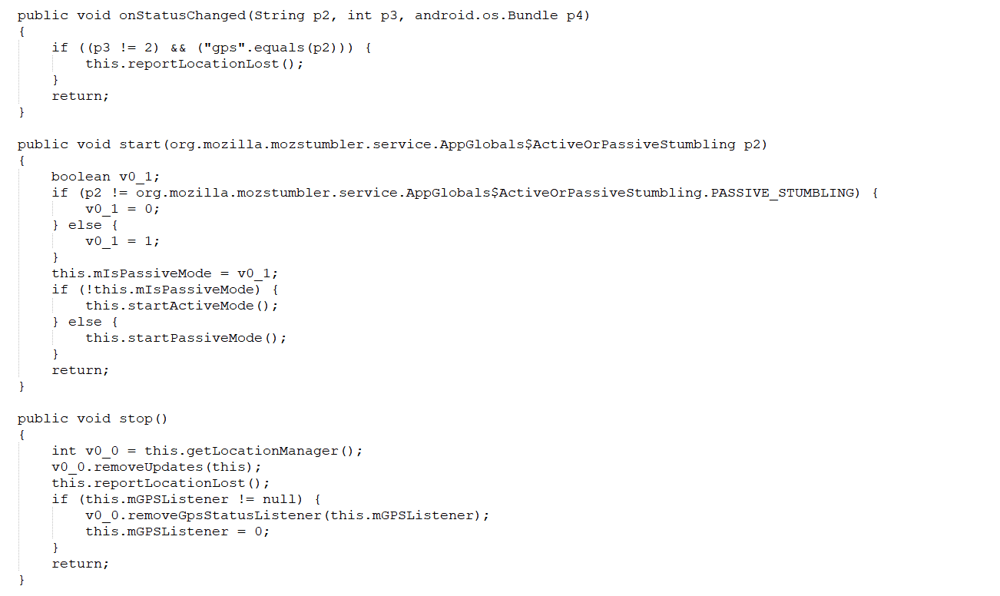 public void onStatusChanged(String p2, int p3, android.os.Bundle p4)
{
    if ((p3 != 2) && ("gps".equals(p2))) {
        this.reportLocationLost();
    }
    return;
}

public void start(org.mozilla.mozstumbler.service.AppGlobals$ActiveOrPassiveStumbling p2)
{
    boolean v0_1;
    if (p2 != org.mozilla.mozstumbler.service.AppGlobals$ActiveOrPassiveStumbling.PASSIVE_STUMBLING) {
        v0_1 = 0;
    } else {
        v0_1 = 1;
    }
    this.mIsPassiveMode = v0_1;
    if (!this.mIsPassiveMode) {
        this.startActiveMode();
    } else {
        this.startPassiveMode();
    }
    return;
}

public void stop()
{
    int v0_0 = this.getLocationManager();
    v0_0.removeUpdates(this);
    this.reportLocationLost();
    if (this.mGPSListener != null) {
        v0_0.removeGpsStatusListener(this.mGPSListener);
        this.mGPSListener = 0;
    }
    return;
}